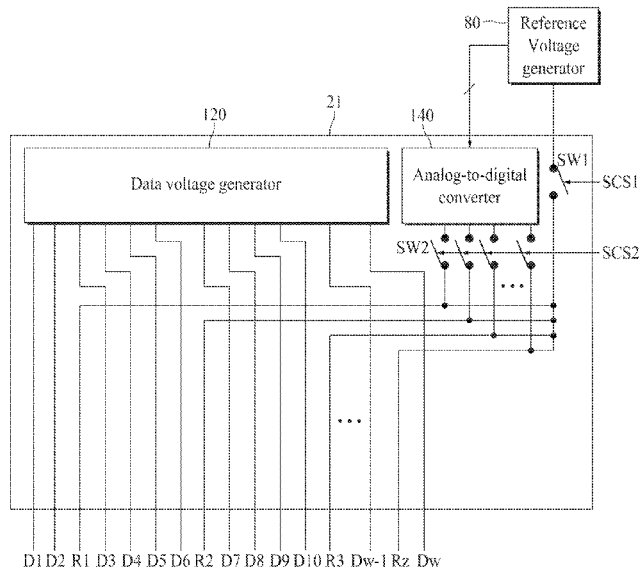 80
Reference
Voltage
generator
120
21
140
Data voltage generator
Analog-to-digital
converter
SW1
SCS1
SW2
SCS2
D1 D2 R1 D3 D4 D5 D6 R2 D7 D8 D9 D10 R3 Dw-1 Rz Dw